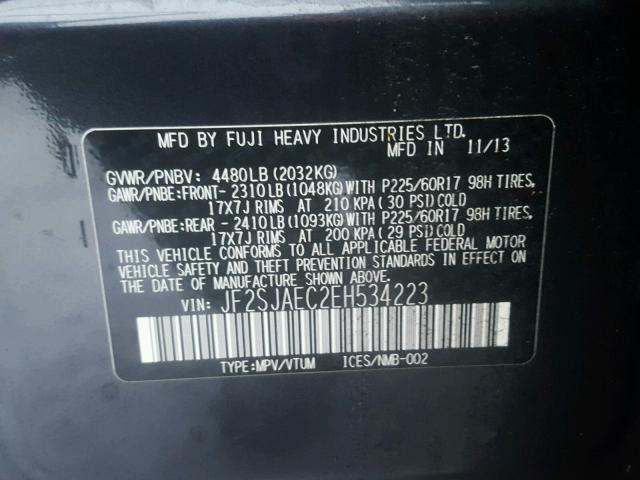 MFD BY FUJI HEAVY INDUSTRIES LTD.
MFD IN 11/13
GVWR/PNBV: 4480LB(2032KG)
GAWR/PNBE:FRONT-2310LB(1048KG)WITH P225/60R17 98H TIRES,
17X7J RIMS AT 210 KPA(30 PSI)COLD
GAWR/PNBE:REAR -2410LB(1093KG)WITH P225/60R17 98H TIRES,
17X7J RIMS AT 200 KPA(29 PSI)COLD
THIS VEHICLE CONFORMS TO ALL APPLICABLE FEDERAL MOTOR
VEHICLE SAFETY AND THEFT PREVENTION STANDARDS IN EFFECT
ON THE DATE OF MANUFACTURE SHOWN ABOVE.
VIN: JF2SJAEC2EH534223
TYPE:MPV/VTUM ICES/NMB-002